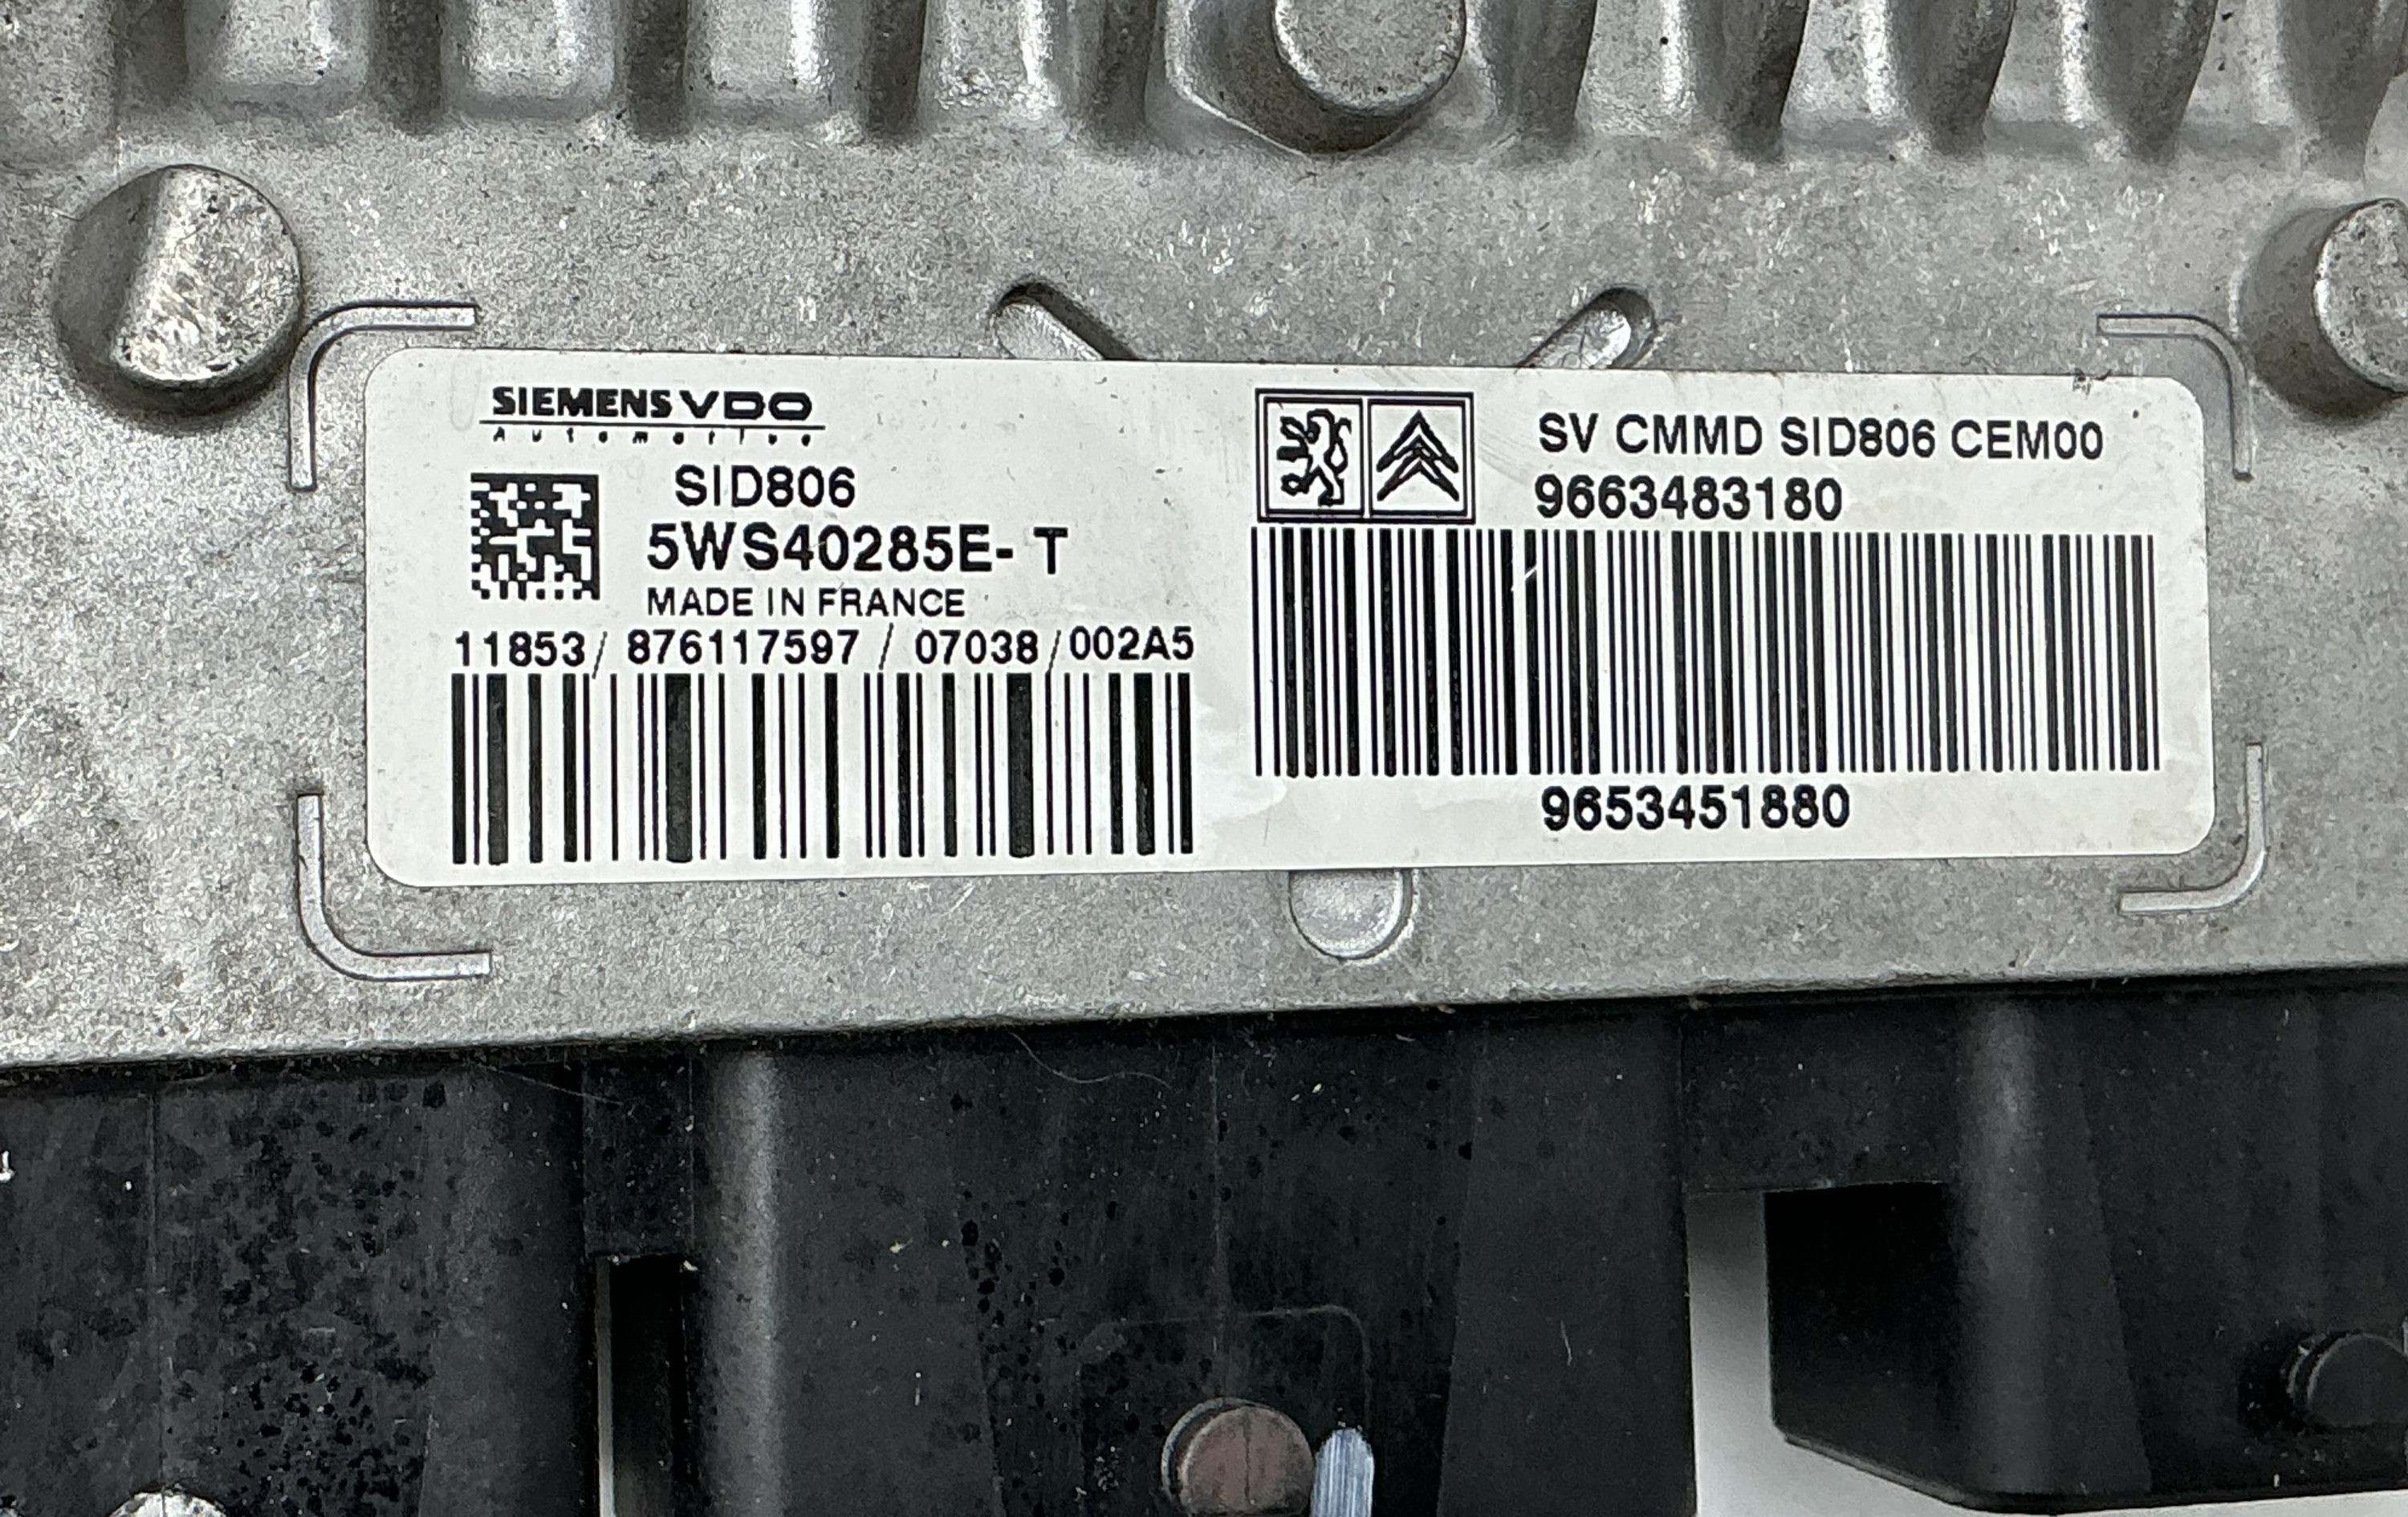 SIEMENS VDO
Automotive
SID806
5WS40285E- T
MADE IN FRANCE
11853/ 876117597 / 07038/002A5
SV CMMD SID806 CEM00
9663483180
9653451880